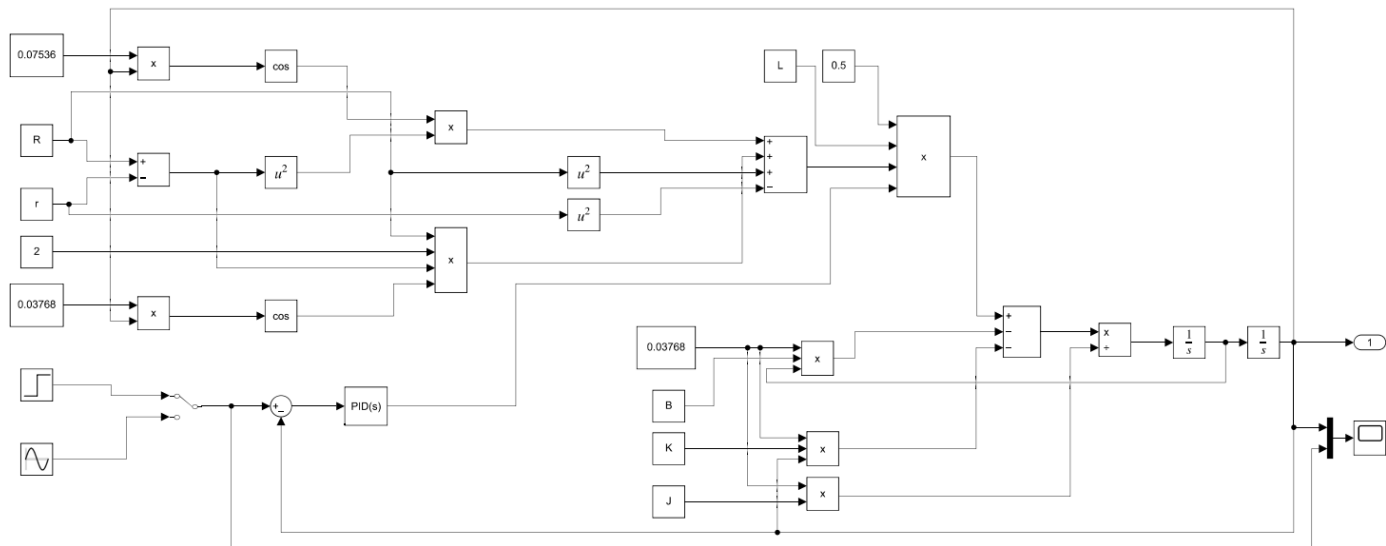 0.07536
x
cos
L
0.5
R
+
−
u²
x
u²
+
+
+
−
x
r
u²
2
x
0.03768
x
cos
0.03768
x
+
−
−
x
÷
1
s
1
s
1
+
−
PID(s)
B
K
x
J
x